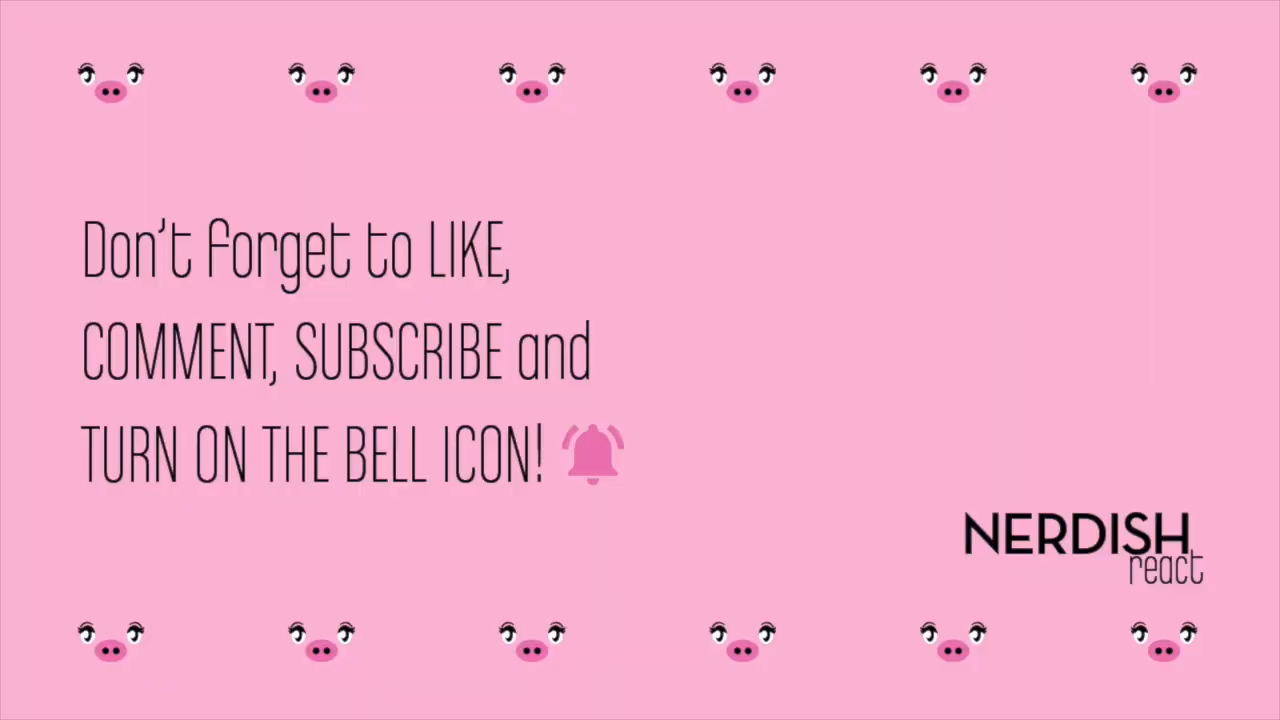 Don't forget to LIKE,
COMMENT, SUBSCRIBE and
TURN ON THE BELL ICON!
NERDISH
react